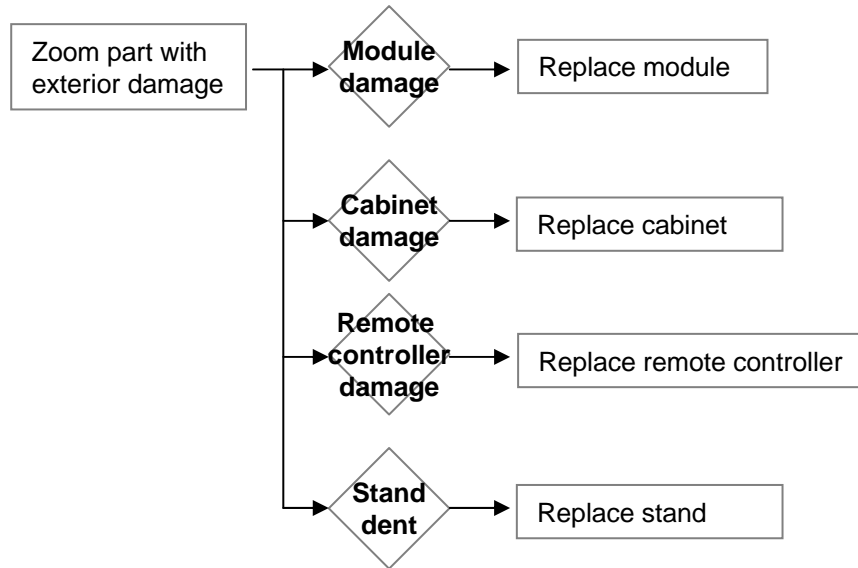 Zoom part with
exterior damage
Module
damage
Replace module
Cabinet
damage
Replace cabinet
Remote
controller
damage
Replace remote controller
Stand
dent
Replace stand